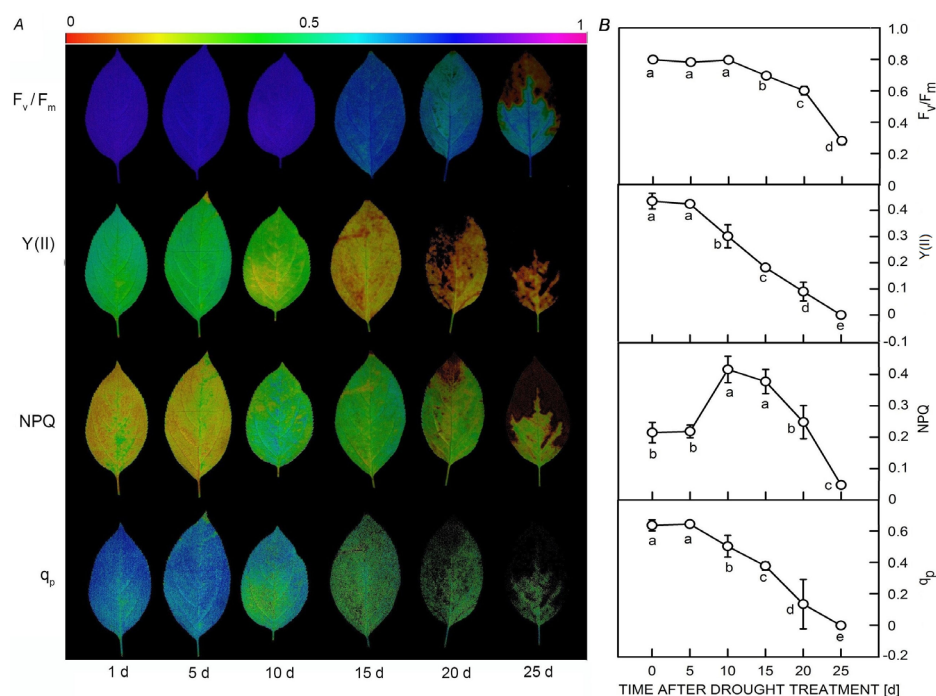 A
0 0.5 1
Fv/Fm
Y(II)
NPQ
qp
1 d 5 d 10 d 15 d 20 d 25 d
B
1.0
0.8
0.6
0.4
0.2
0
Fv/Fm
a a a b c d
0.4
0.3
0.2
0.1
0
-0.1
Y(II)
a a b c d e
0.4
0.3
0.2
0.1
0
NPQ
b b a a b c
0.6
0.4
0.2
0
-0.2
qp
a a b c d e
0 5 10 15 20 25
TIME AFTER DROUGHT TREATMENT [d]